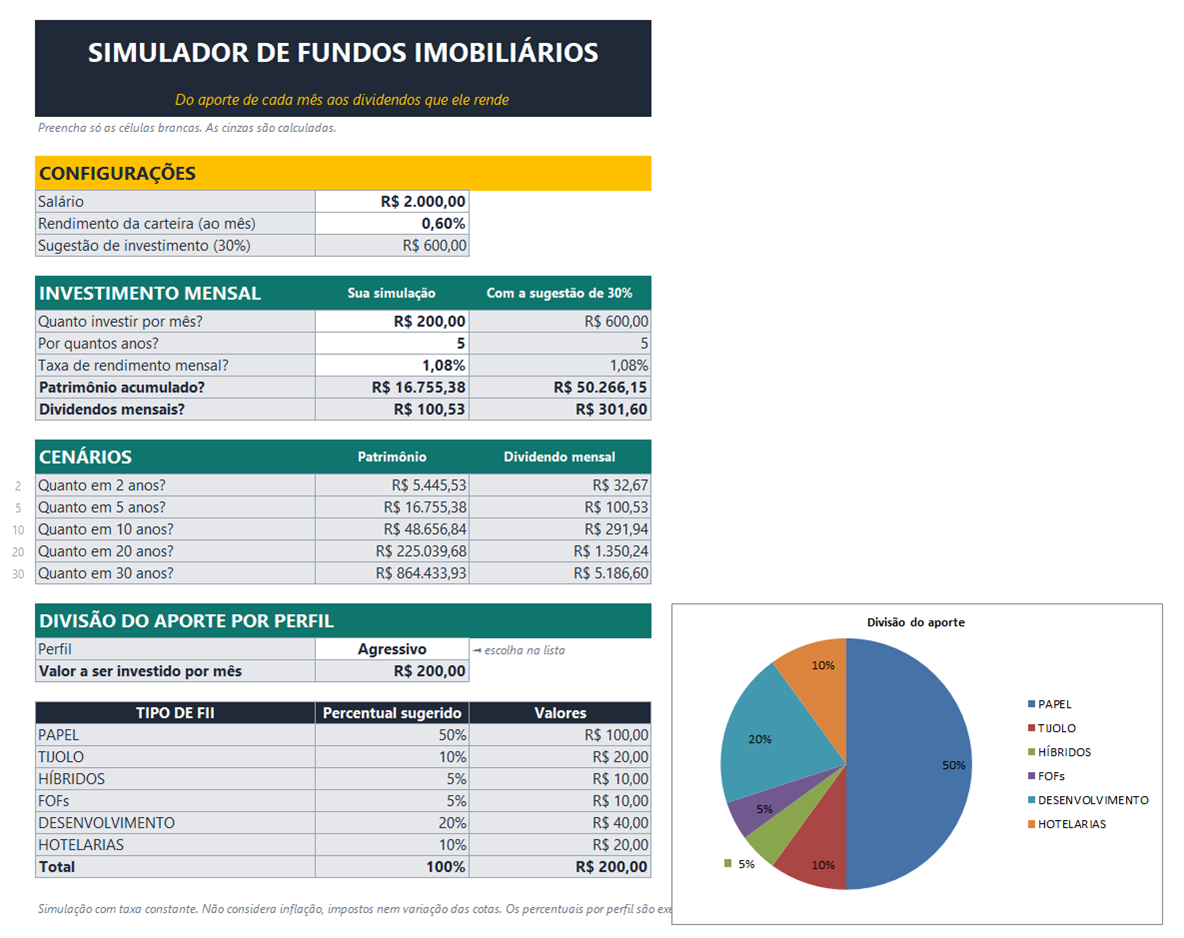 SIMULADOR DE FUNDOS IMOBILIÁRIOS
Do aporte de cada mês aos dividendos que ele rende
Preencha só as células brancas. As cinzas são calculadas.
CONFIGURAÇÕES
Salário R$ 2.000,00
Rendimento da carteira (ao mês) 0,60%
Sugestão de investimento (30%) R$ 600,00
INVESTIMENTO MENSAL Sua simulação Com a sugestão de 30%
Quanto investir por mês? R$ 200,00 R$ 600,00
Por quantos anos? 5 5
Taxa de rendimento mensal? 1,08% 1,08%
Patrimônio acumulado? R$ 16.755,38 R$ 50.266,15
Dividendos mensais? R$ 100,53 R$ 301,60
CENÁRIOS Patrimônio Dividendo mensal
2 Quanto em 2 anos? R$ 5.445,53 R$ 32,67
5 Quanto em 5 anos? R$ 16.755,38 R$ 100,53
10 Quanto em 10 anos? R$ 48.656,84 R$ 291,94
20 Quanto em 20 anos? R$ 225.039,68 R$ 1.350,24
30 Quanto em 30 anos? R$ 864.433,93 R$ 5.186,60
DIVISÃO DO APORTE POR PERFIL
Perfil Agressivo ◄ escolha na lista
Valor a ser investido por mês R$ 200,00
TIPO DE FII Percentual sugerido Valores
PAPEL 50% R$ 100,00
TIJOLO 10% R$ 20,00
HÍBRIDOS 5% R$ 10,00
FOFs 5% R$ 10,00
DESENVOLVIMENTO 20% R$ 40,00
HOTELARIAS 10% R$ 20,00
Total 100% R$ 200,00
Simulação com taxa constante. Não considera inflação, impostos nem variação das cotas. Os percentuais por perfil são
Divisão do aporte
10%
20%
50%
5%
5%
10%
PAPEL
TIJOLO
HÍBRIDOS
FOFs
DESENVOLVIMENTO
HOTELARIAS